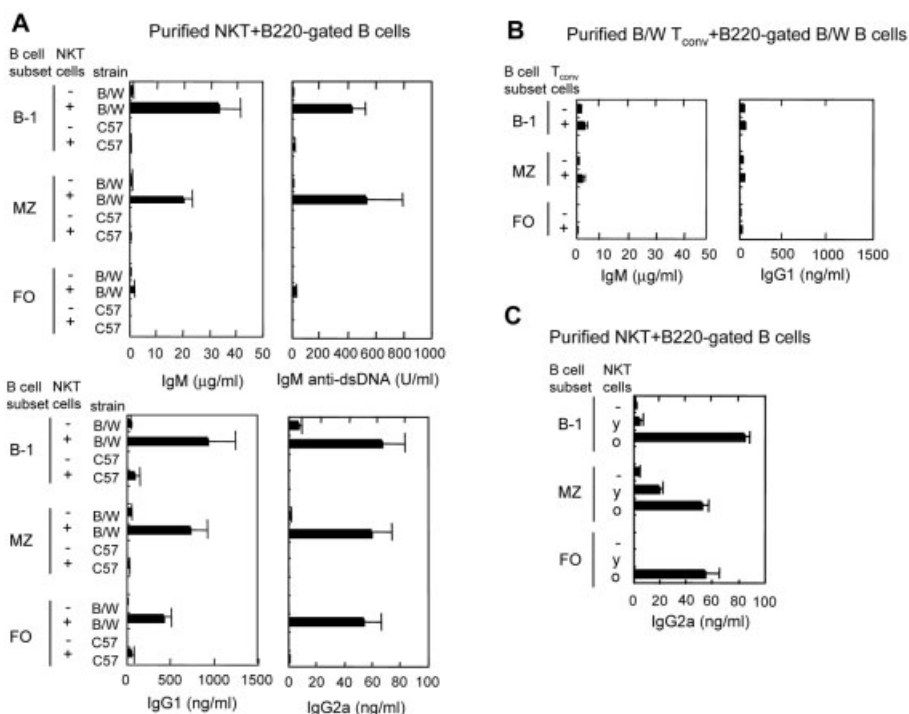 A
Purified NKT+B220-gated B cells
B cell subset NKT cells strain
B-1
- B/W
+ B/W
- C57
+ C57
MZ
- B/W
+ B/W
- C57
+ C57
FO
- B/W
+ B/W
- C57
+ C57
0 10 20 30 40 50
IgM (μg/ml)
0 200 400 600 800 1000
IgM anti-dsDNA (U/ml)
B cell subset NKT cells strain
B-1
- B/W
+ B/W
- C57
+ C57
MZ
- B/W
+ B/W
- C57
+ C57
FO
- B/W
+ B/W
- C57
+ C57
0 500 1000 1500
IgG1 (ng/ml)
0 20 40 60 80 100
IgG2a (ng/ml)
B
Purified B/W Tconv+B220-gated B/W B cells
B cell subset Tconv cells
B-1
-
+
MZ
-
+
FO
-
+
0 10 20 30 40 50
IgM (μg/ml)
0 500 1000 1500
IgG1 (ng/ml)
C
Purified NKT+B220-gated B cells
B cell subset NKT cells
B-1
-
y
o
MZ
-
y
o
FO
-
y
o
0 20 40 60 80 100
IgG2a (ng/ml)